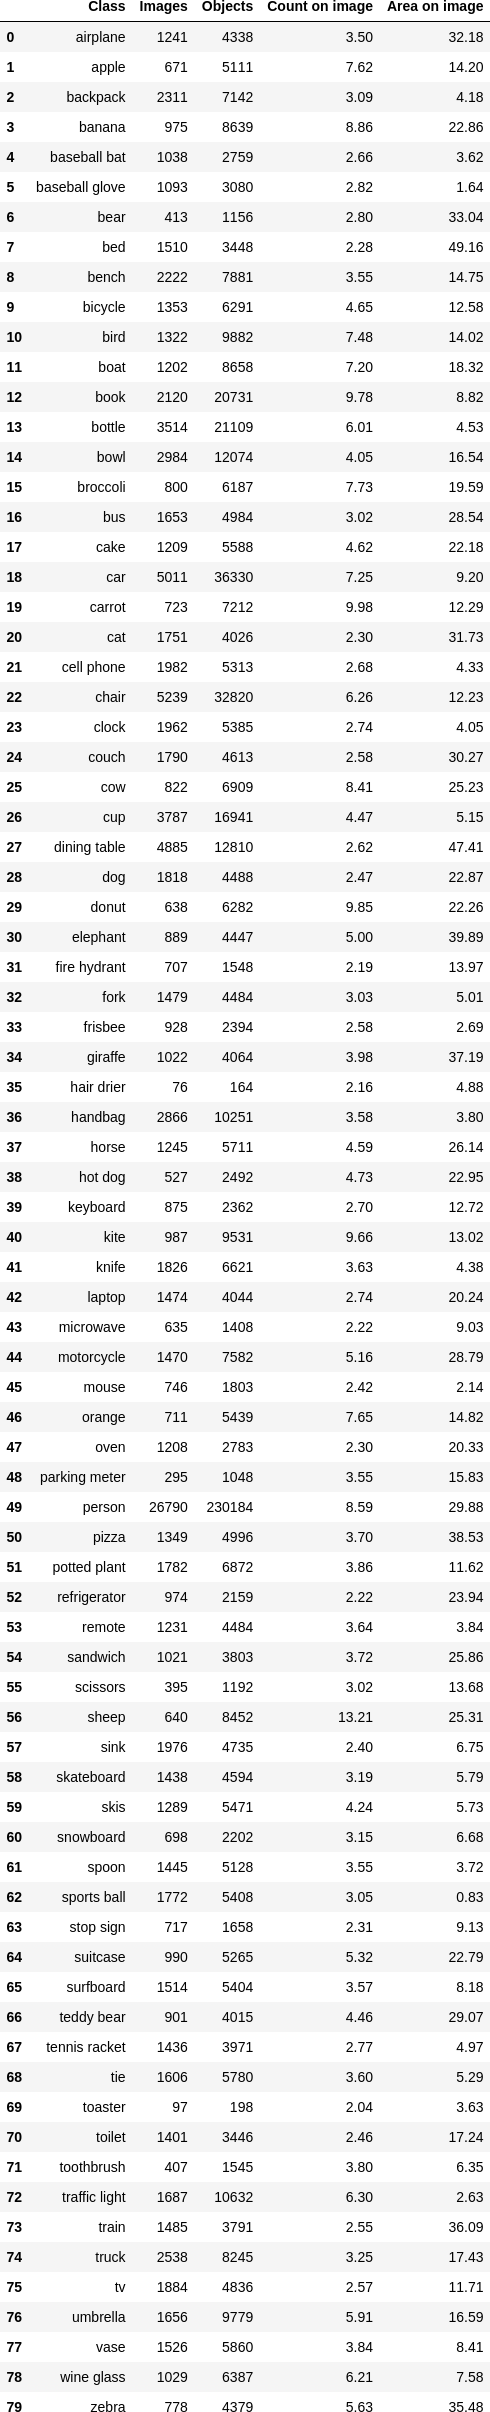 Class Images Objects Count on image Area on image
0 airplane 1241 4338 3.50 32.18
1 apple 671 5111 7.62 14.20
2 backpack 2311 7142 3.09 4.18
3 banana 975 8639 8.86 22.86
4 baseball bat 1038 2759 2.66 3.62
5 baseball glove 1093 3080 2.82 1.64
6 bear 413 1156 2.80 33.04
7 bed 1510 3448 2.28 49.16
8 bench 2222 7881 3.55 14.75
9 bicycle 1353 6291 4.65 12.58
10 bird 1322 9882 7.48 14.02
11 boat 1202 8658 7.20 18.32
12 book 2120 20731 9.78 8.82
13 bottle 3514 21109 6.01 4.53
14 bowl 2984 12074 4.05 16.54
15 broccoli 800 6187 7.73 19.59
16 bus 1653 4984 3.02 28.54
17 cake 1209 5588 4.62 22.18
18 car 5011 36330 7.25 9.20
19 carrot 723 7212 9.98 12.29
20 cat 1751 4026 2.30 31.73
21 cell phone 1982 5313 2.68 4.33
22 chair 5239 32820 6.26 12.23
23 clock 1962 5385 2.74 4.05
24 couch 1790 4613 2.58 30.27
25 cow 822 6909 8.41 25.23
26 cup 3787 16941 4.47 5.15
27 dining table 4885 12810 2.62 47.41
28 dog 1818 4488 2.47 22.87
29 donut 638 6282 9.85 22.26
30 elephant 889 4447 5.00 39.89
31 fire hydrant 707 1548 2.19 13.97
32 fork 1479 4484 3.03 5.01
33 frisbee 928 2394 2.58 2.69
34 giraffe 1022 4064 3.98 37.19
35 hair drier 76 164 2.16 4.88
36 handbag 2866 10251 3.58 3.80
37 horse 1245 5711 4.59 26.14
38 hot dog 527 2492 4.73 22.95
39 keyboard 875 2362 2.70 12.72
40 kite 987 9531 9.66 13.02
41 knife 1826 6621 3.63 4.38
42 laptop 1474 4044 2.74 20.24
43 microwave 635 1408 2.22 9.03
44 motorcycle 1470 7582 5.16 28.79
45 mouse 746 1803 2.42 2.14
46 orange 711 5439 7.65 14.82
47 oven 1208 2783 2.30 20.33
48 parking meter 295 1048 3.55 15.83
49 person 26790 230184 8.59 29.88
50 pizza 1349 4996 3.70 38.53
51 potted plant 1782 6872 3.86 11.62
52 refrigerator 974 2159 2.22 23.94
53 remote 1231 4484 3.64 3.84
54 sandwich 1021 3803 3.72 25.86
55 scissors 395 1192 3.02 13.68
56 sheep 640 8452 13.21 25.31
57 sink 1976 4735 2.40 6.75
58 skateboard 1438 4594 3.19 5.79
59 skis 1289 5471 4.24 5.73
60 snowboard 698 2202 3.15 6.68
61 spoon 1445 5128 3.55 3.72
62 sports ball 1772 5408 3.05 0.83
63 stop sign 717 1658 2.31 9.13
64 suitcase 990 5265 5.32 22.79
65 surfboard 1514 5404 3.57 8.18
66 teddy bear 901 4015 4.46 29.07
67 tennis racket 1436 3971 2.77 4.97
68 tie 1606 5780 3.60 5.29
69 toaster 97 198 2.04 3.63
70 toilet 1401 3446 2.46 17.24
71 toothbrush 407 1545 3.80 6.35
72 traffic light 1687 10632 6.30 2.63
73 train 1485 3791 2.55 36.09
74 truck 2538 8245 3.25 17.43
75 tv 1884 4836 2.57 11.71
76 umbrella 1656 9779 5.91 16.59
77 vase 1526 5860 3.84 8.41
78 wine glass 1029 6387 6.21 7.58
79 zebra 778 4379 5.63 35.48